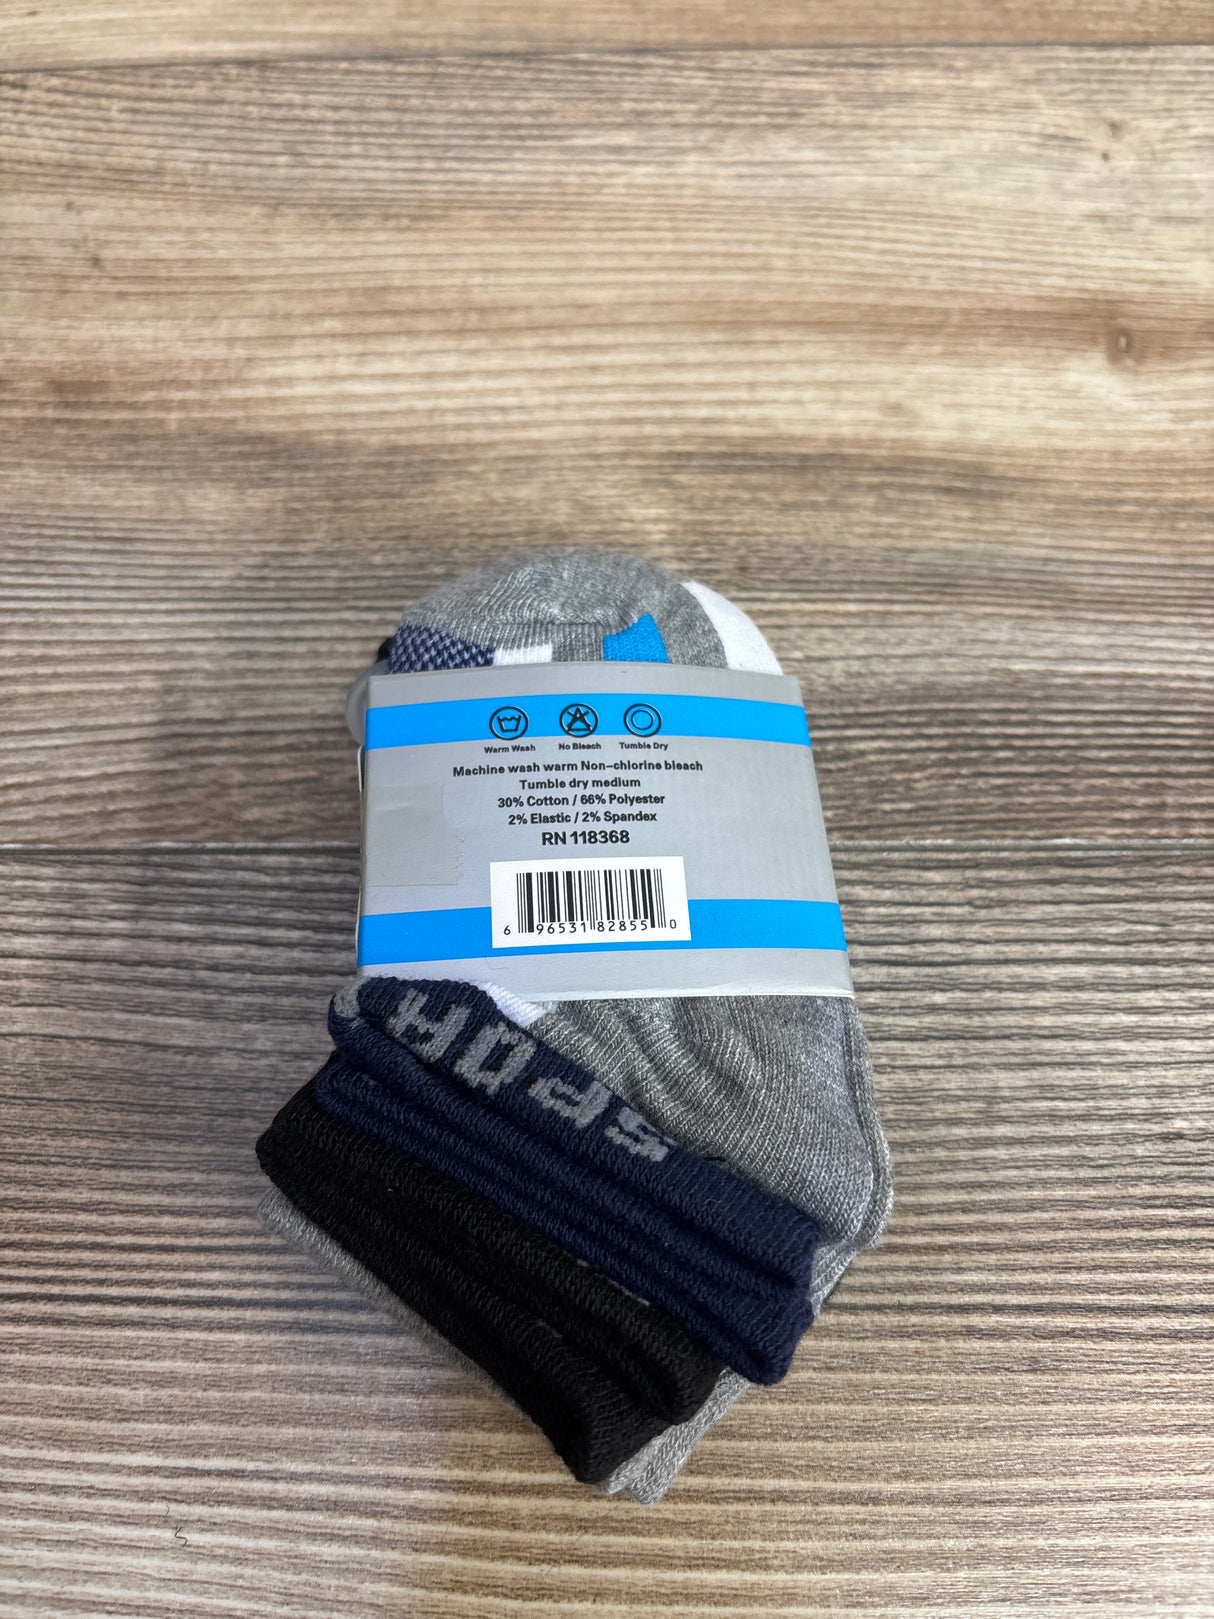 Warm Wash No Bleach Tumble Dry
Machine wash warm Non-chlorine bleach
Tumble dry medium
30% Cotton / 66% Polyester
2% Elastic / 2% Spandex
RN 118368
6 96531 82855 0
SPORT